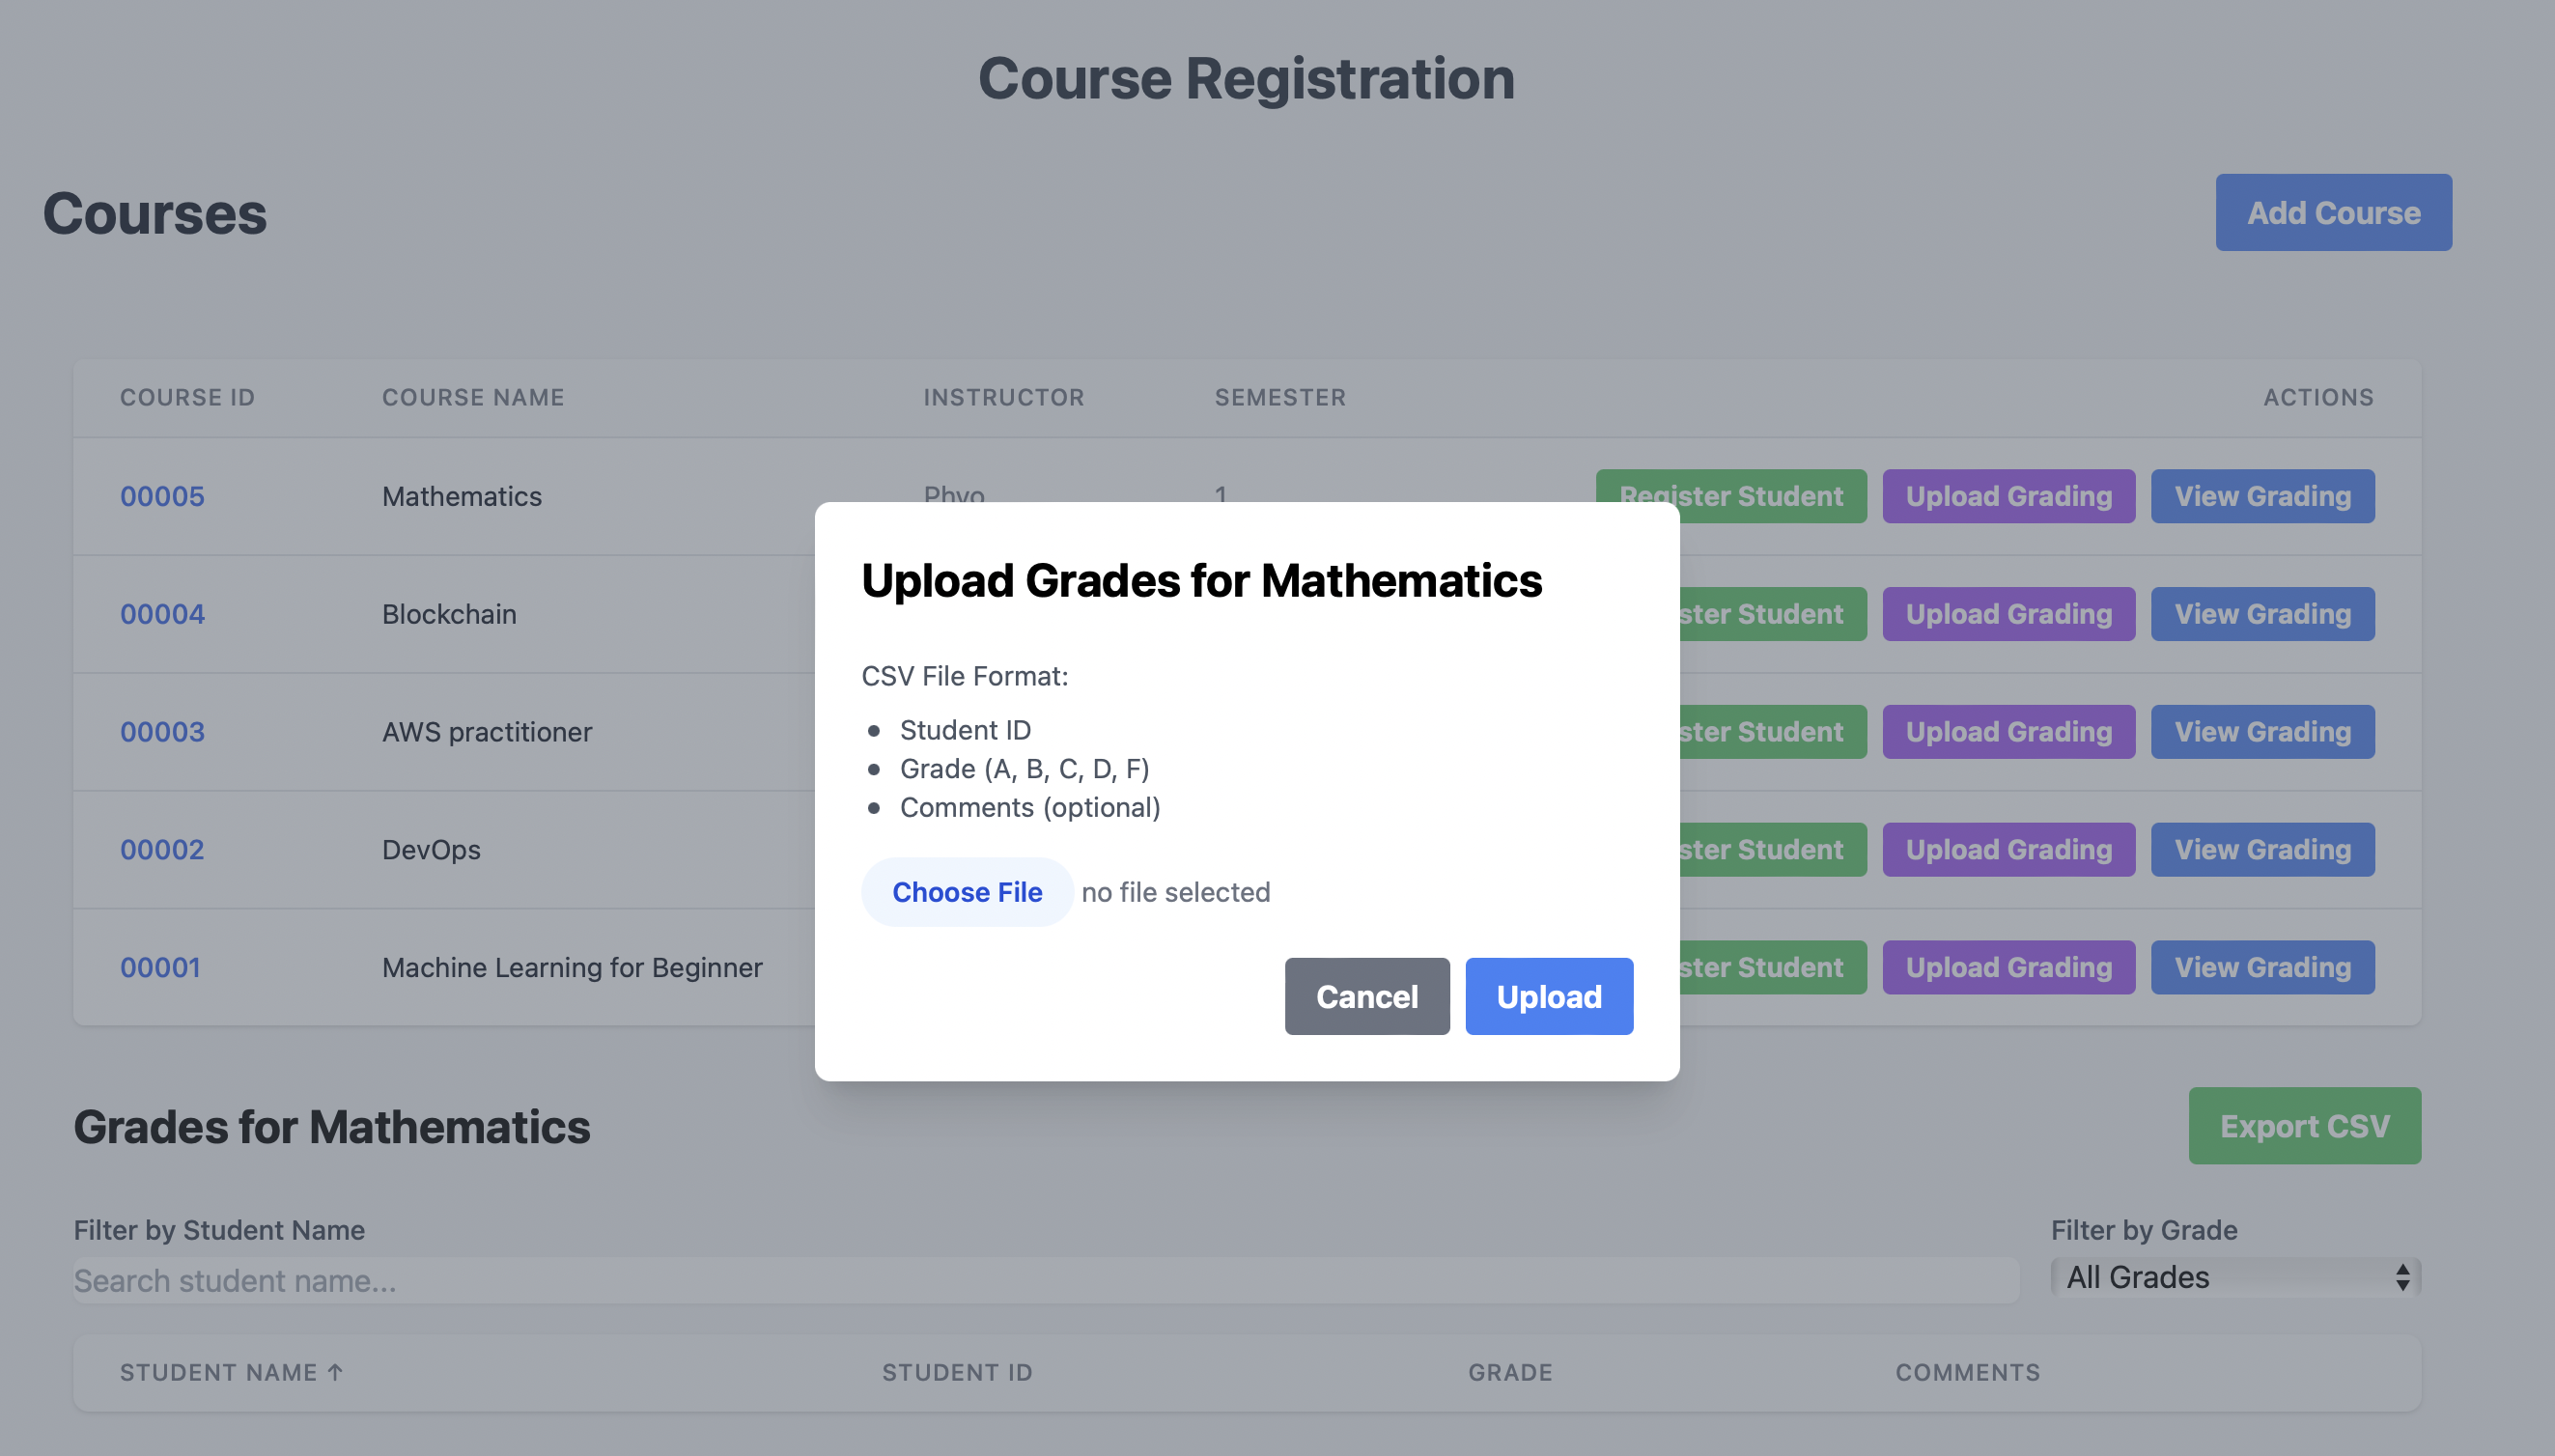 Course Registration
Courses
Add Course
COURSE ID COURSE NAME INSTRUCTOR SEMESTER ACTIONS
00005 Mathematics Phyo 1 Register Student Upload Grading View Grading
Upload Grades for Mathematics
00004 Blockchain ster Student Upload Grading View Grading
CSV File Format:
00003 AWS practitioner ster Student Upload Grading View Grading
Student ID
Grade (A, B, C, D, F)
Comments (optional)
00002 DevOps ster Student Upload Grading View Grading
Choose File no file selected
00001 Machine Learning for Beginner ster Student Upload Grading View Grading
Cancel Upload
Grades for Mathematics
Export CSV
Filter by Student Name Filter by Grade
Search student name... All Grades
STUDENT NAME ↑ STUDENT ID GRADE COMMENTS